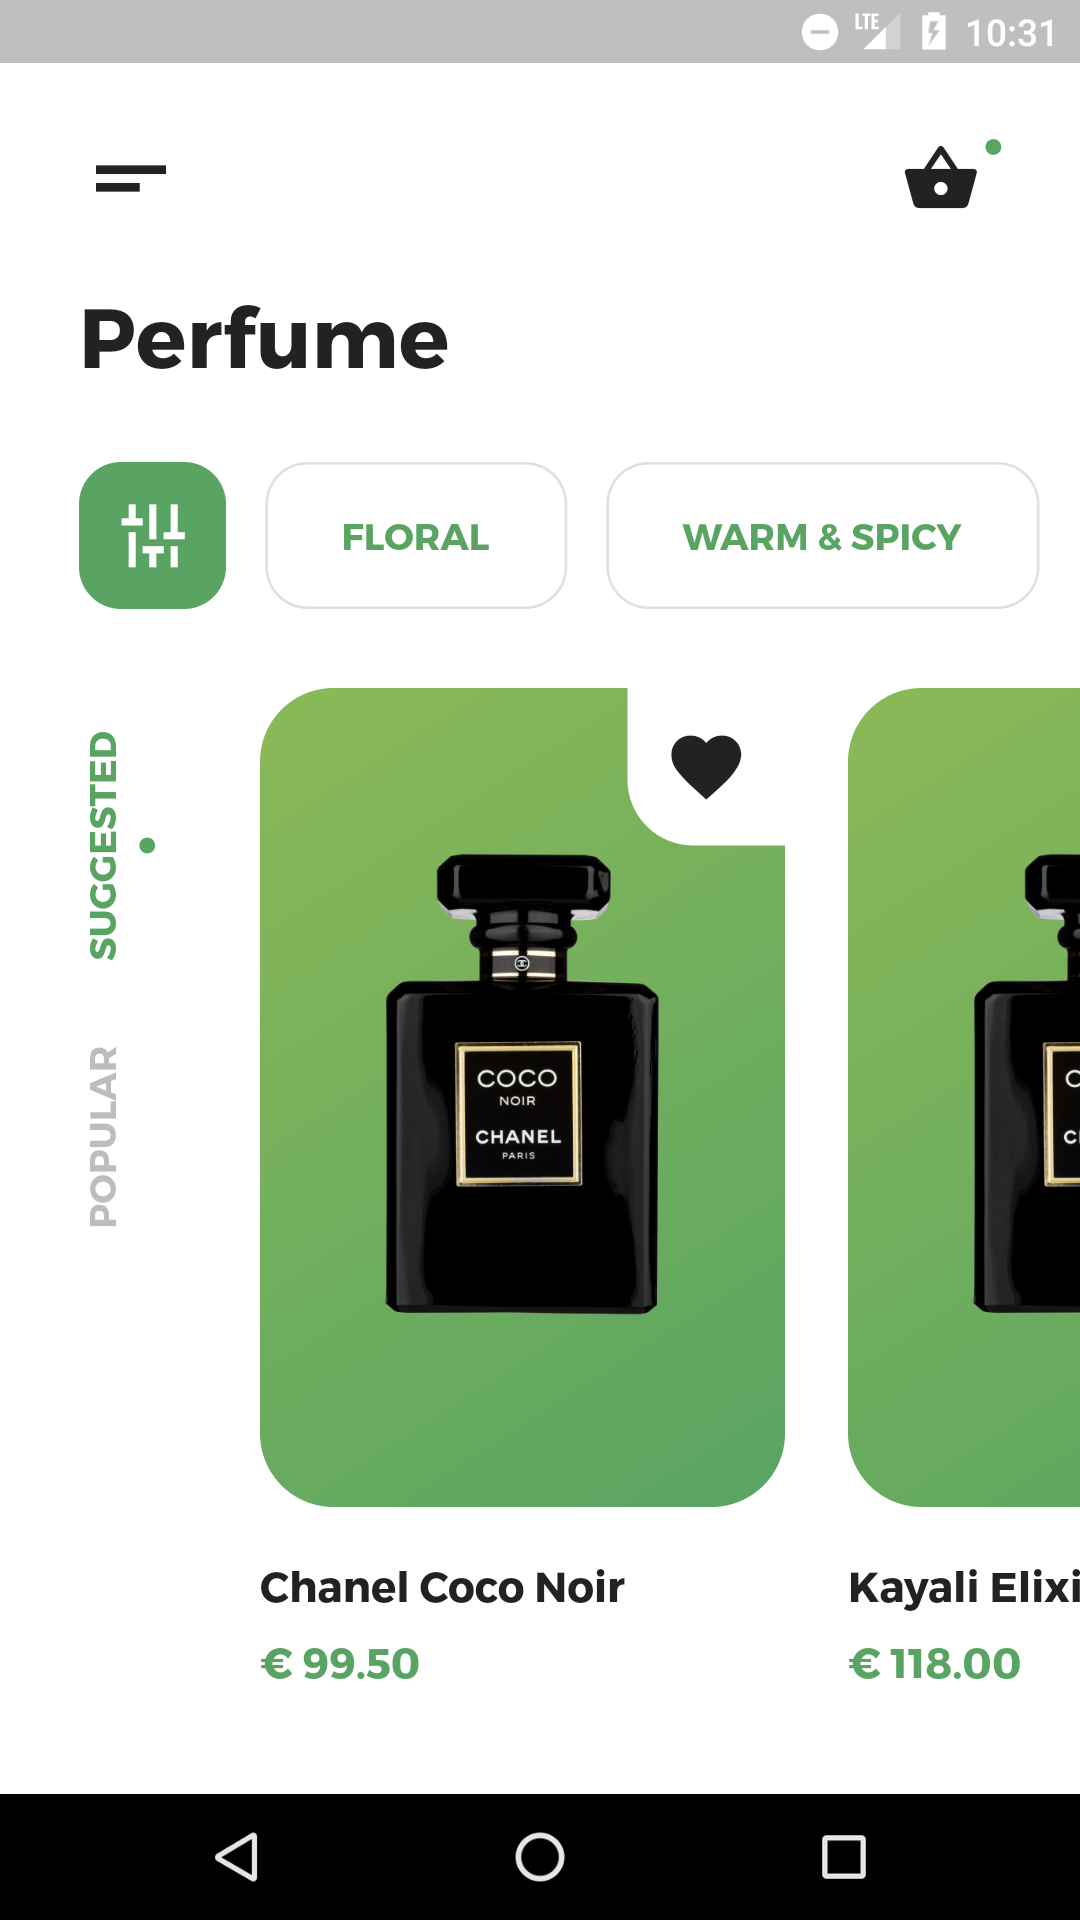 LTE 10:31
Perfume
FLORAL
WARM & SPICY
SUGGESTED
POPULAR
COCO
NOIR
CHANEL
PARIS
Chanel Coco Noir
€ 99.50
Kayali Elixi
€ 118.00